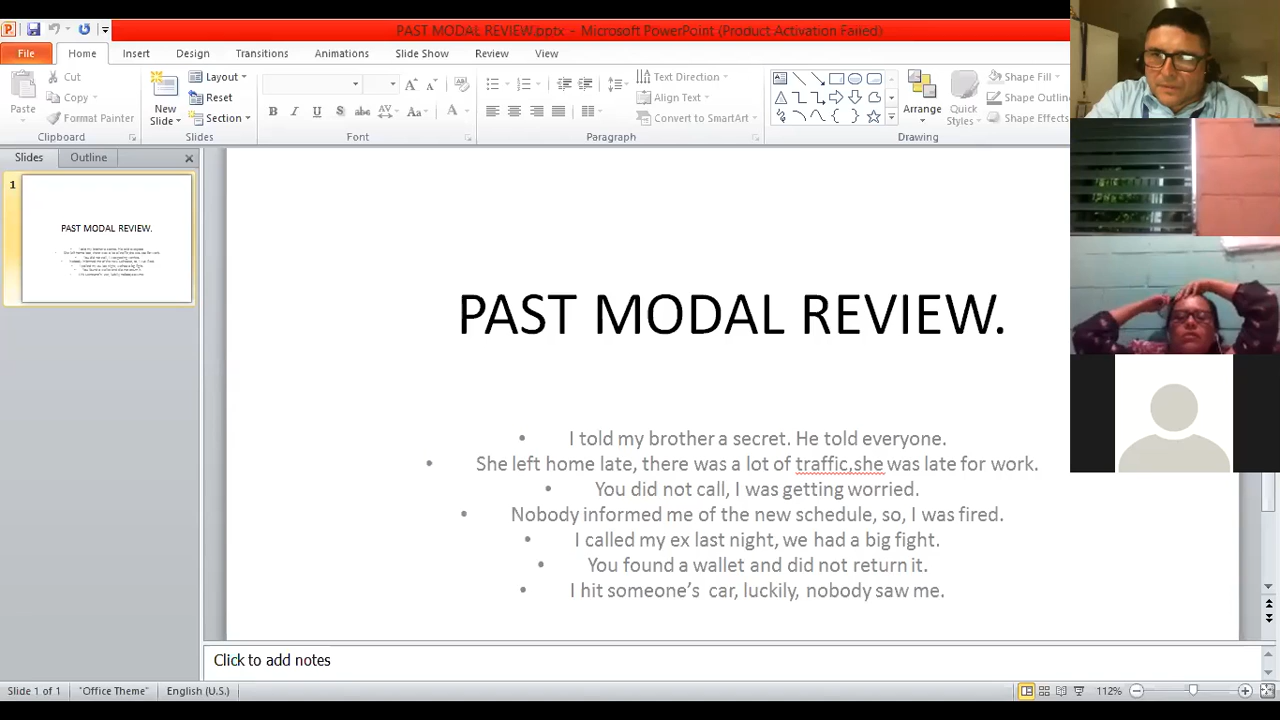 PAST MODAL REVIEW.pptx - Microsoft PowerPoint (Product Activation Failed)
File Home Insert Design Transitions Animations Slide Show Review View
Cut
Copy
Format Painter
Paste
Clipboard
New Slide
Layout
Reset
Section
Slides
B I U S abc AV Aa A
Font
Text Direction
Align Text
Convert to SmartArt
Paragraph
Arrange
Quick Styles
Shape Fill
Shape Outlin
Shape Effects
Drawing
Slides Outline
1
PAST MODAL REVIEW.
PAST MODAL REVIEW.
• I told my brother a secret. He told everyone.
• She left home late, there was a lot of traffic,she was late for work.
• You did not call, I was getting worried.
• Nobody informed me of the new schedule, so, I was fired.
• I called my ex last night, we had a big fight.
• You found a wallet and did not return it.
• I hit someone’s car, luckily, nobody saw me.
Click to add notes
Slide 1 of 1 "Office Theme" English (U.S.) 112%